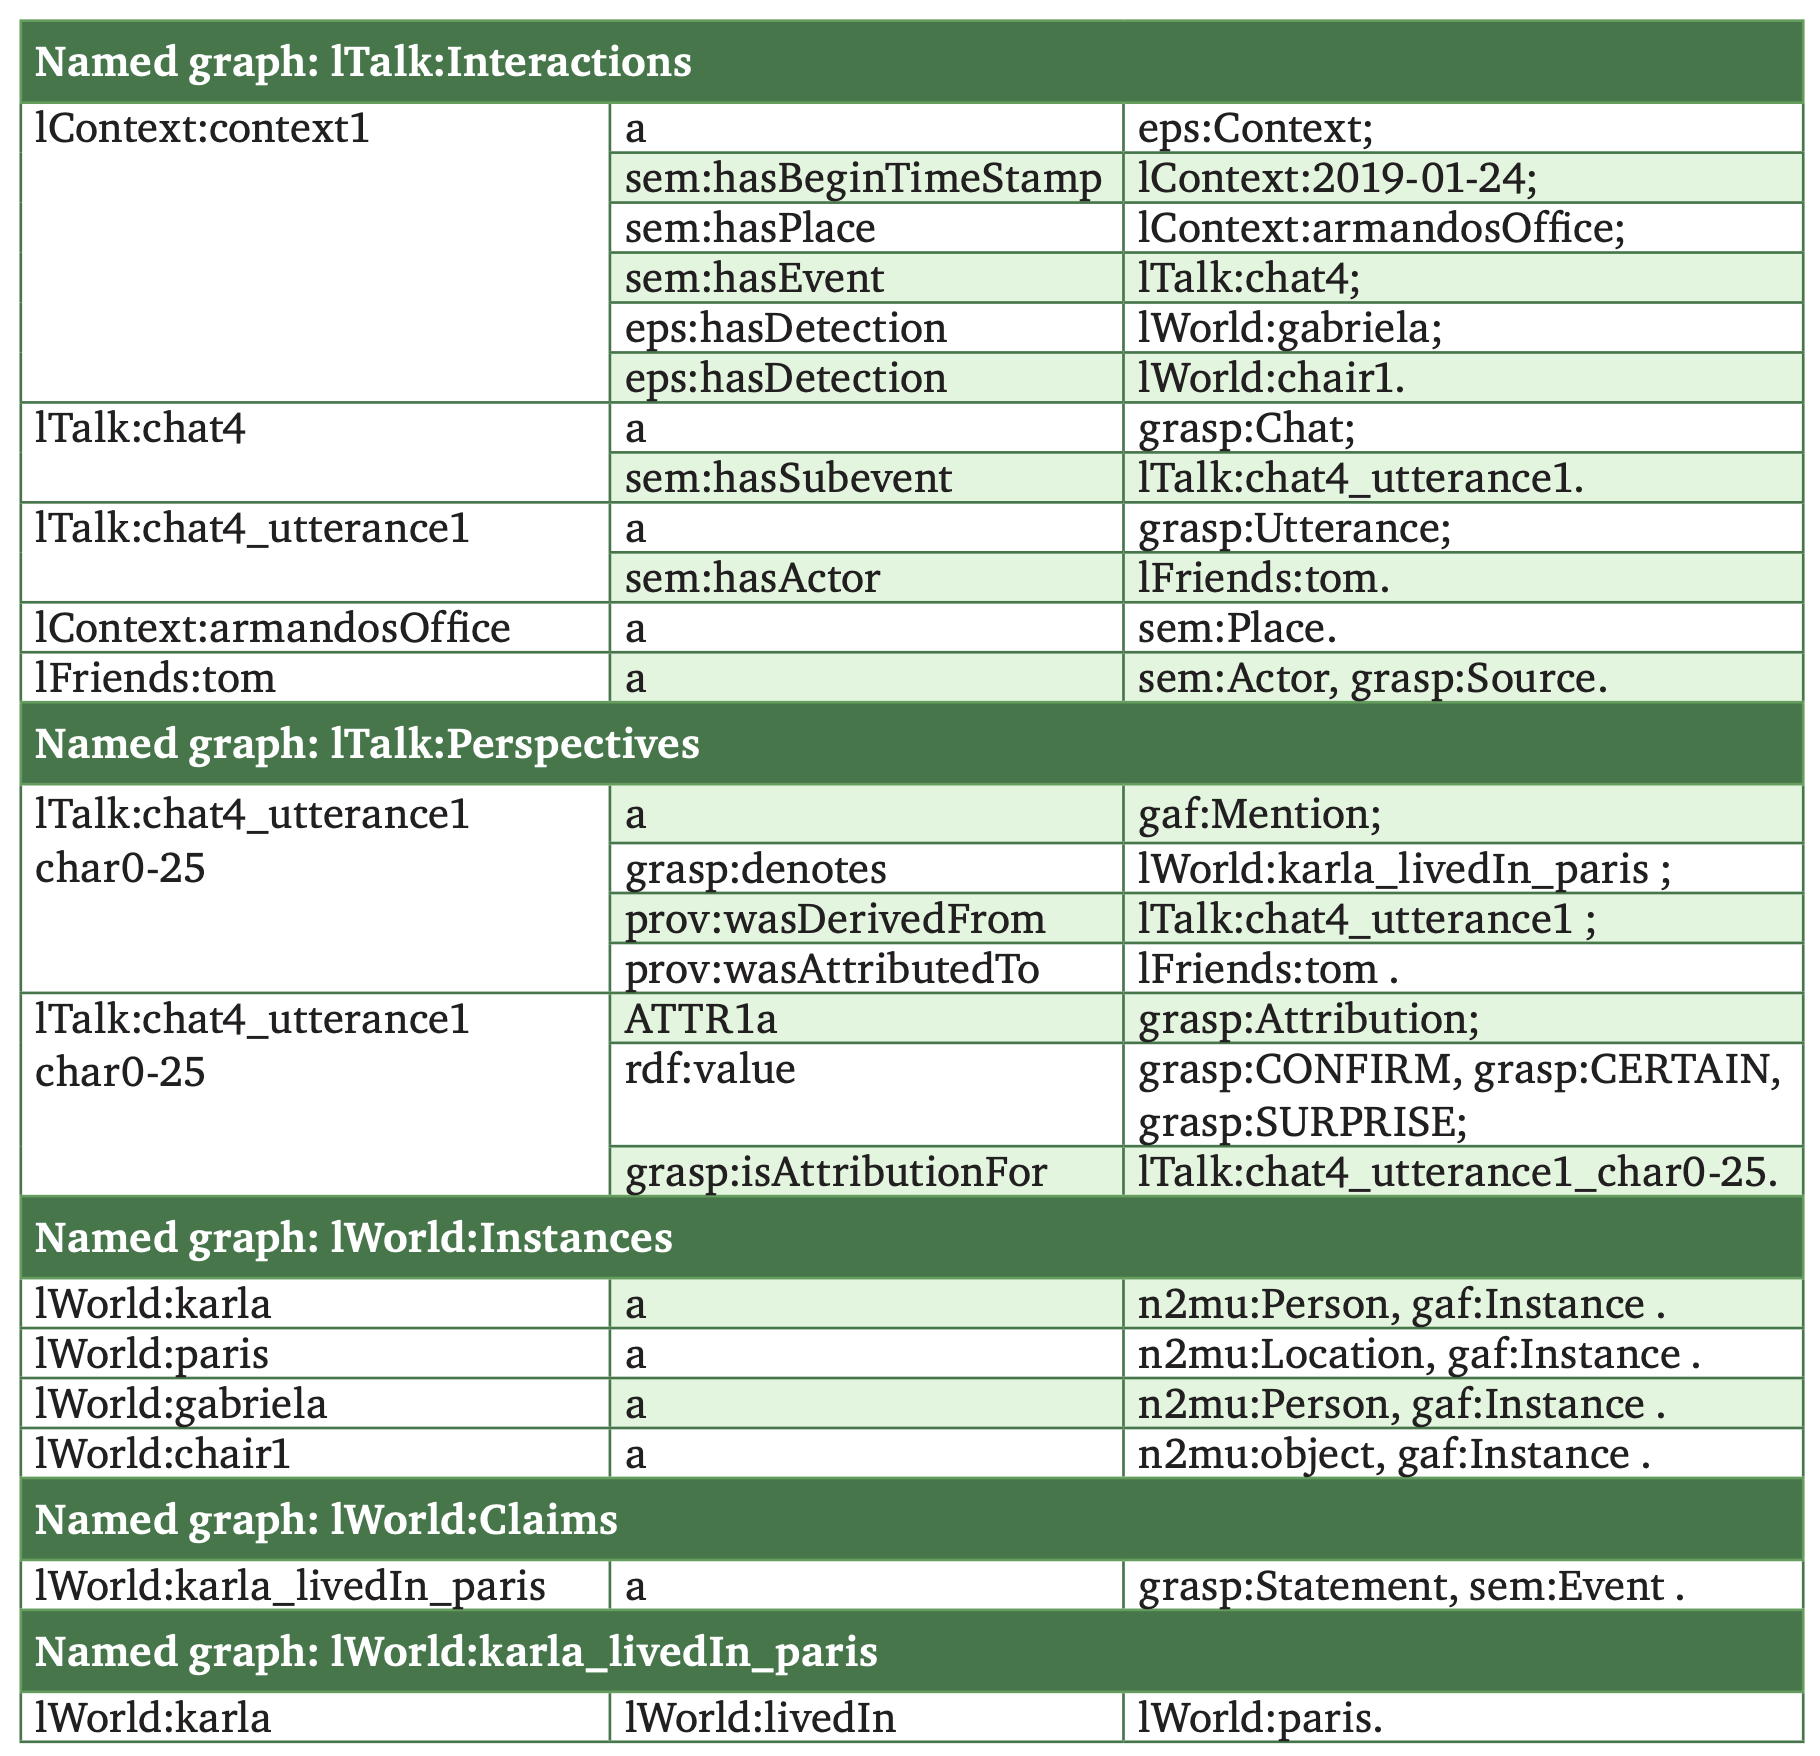 Named graph: lTalk:Interactions
lContext:context1 a eps:Context;
sem:hasBeginTimeStamp lContext:2019-01-24;
sem:hasPlace lContext:armandosOffice;
sem:hasEvent lTalk:chat4;
eps:hasDetection lWorld:gabriela;
eps:hasDetection lWorld:chair1.
lTalk:chat4 a grasp:Chat;
sem:hasSubevent lTalk:chat4_utterance1.
lTalk:chat4_utterance1 a grasp:Utterance;
sem:hasActor lFriends:tom.
lContext:armandosOffice a sem:Place.
lFriends:tom a sem:Actor, grasp:Source.
Named graph: lTalk:Perspectives
lTalk:chat4_utterance1 a gaf:Mention;
char0-25 grasp:denotes lWorld:karla_livedIn_paris ;
prov:wasDerivedFrom lTalk:chat4_utterance1 ;
prov:wasAttributedTo lFriends:tom .
lTalk:chat4_utterance1 ATTR1a grasp:Attribution;
char0-25 rdf:value grasp:CONFIRM, grasp:CERTAIN,
grasp:SURPRISE;
grasp:isAttributionFor lTalk:chat4_utterance1_char0-25.
Named graph: lWorld:Instances
lWorld:karla a n2mu:Person, gaf:Instance .
lWorld:paris a n2mu:Location, gaf:Instance .
lWorld:gabriela a n2mu:Person, gaf:Instance .
lWorld:chair1 a n2mu:object, gaf:Instance .
Named graph: lWorld:Claims
lWorld:karla_livedIn_paris a grasp:Statement, sem:Event .
Named graph: lWorld:karla_livedIn_paris
lWorld:karla lWorld:livedIn lWorld:paris.